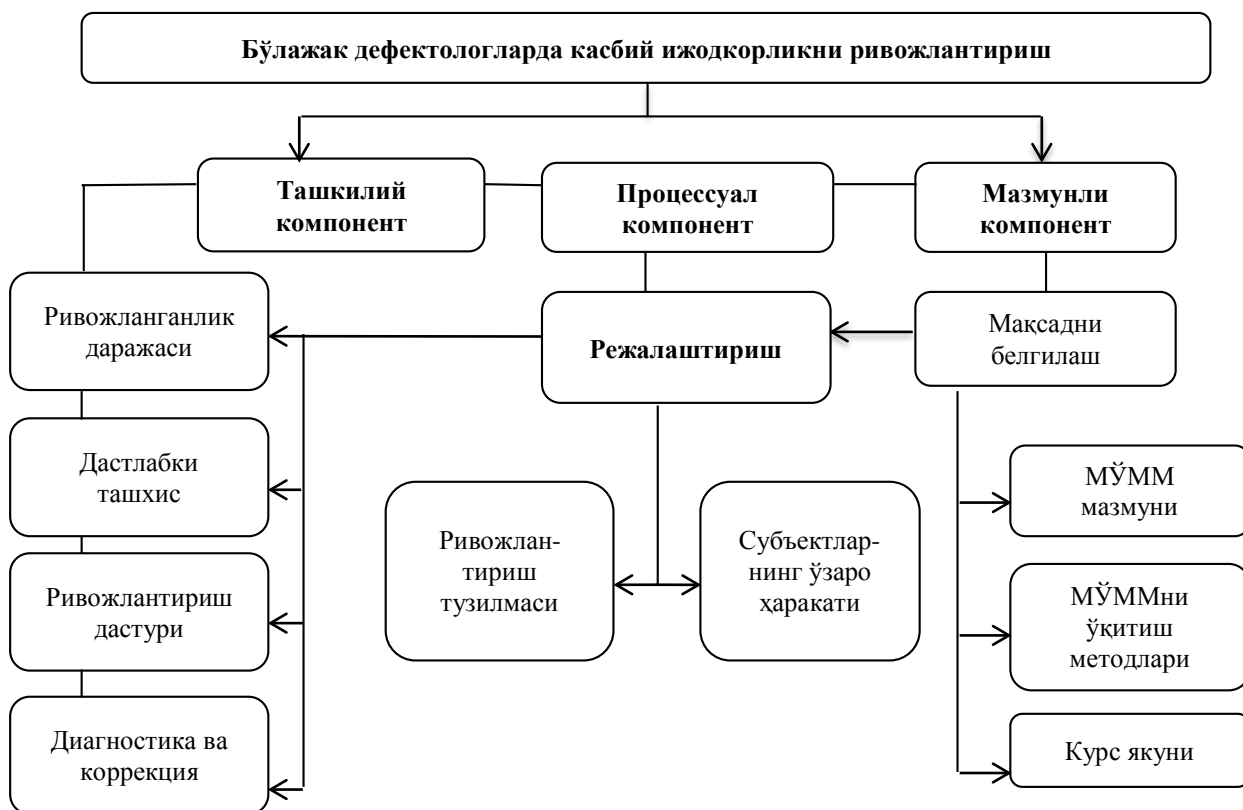 Бўлажак дефектологларда касбий ижодкорликни ривожлантириш
Ташкилий
компонент
Процессуал
компонент
Мазмунли
компонент
Ривожланганлик
даражаси
Режалаштириш
Мақсадни
белгилаш
Дастлабки
ташхис
Ривожлан-
тириш
тузилмаси
Субъектлар-
нинг ўзаро
ҳаракати
МЎММ
мазмуни
Ривожлантириш
дастури
МЎММни
ўқитиш
методлари
Диагностика ва
коррекция
Курс якуни